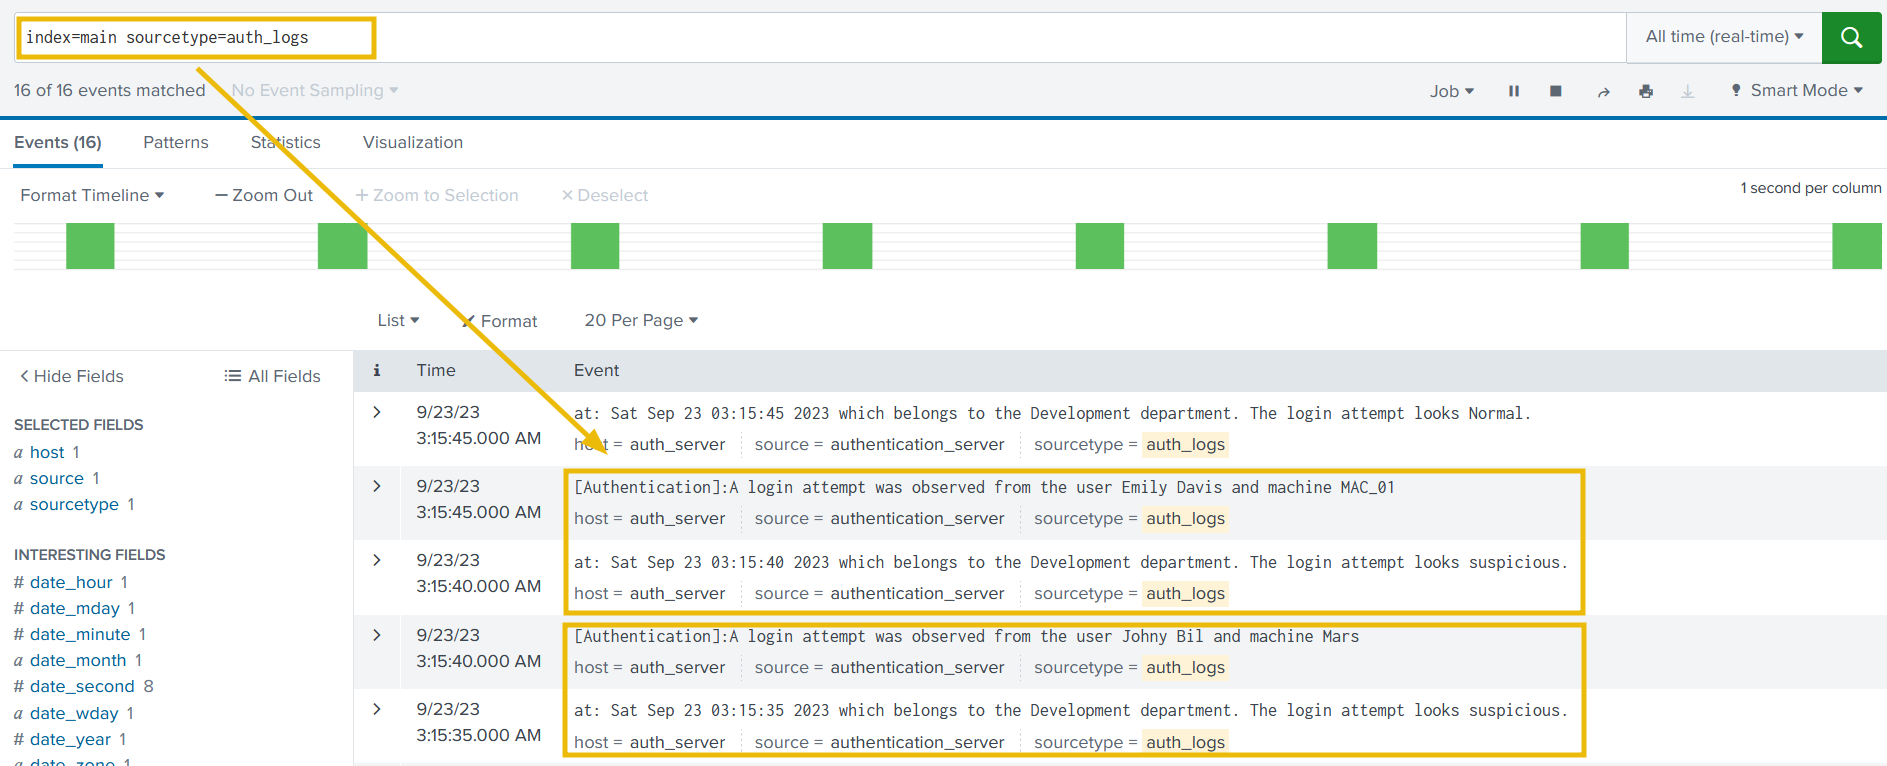 index=main sourcetype=auth_logs
All time (real-time)
16 of 16 events matched
No Event Sampling
Job
Smart Mode
Events (16)
Patterns
Statistics
Visualization
Format Timeline
— Zoom Out
+ Zoom to Selection
× Deselect
1 second per column
List
Format
20 Per Page
< Hide Fields
All Fields
SELECTED FIELDS
a host 1
a source 1
a sourcetype 1
INTERESTING FIELDS
# date_hour 1
# date_mday 1
# date_minute 1
a date_month 1
# date_second 8
a date_wday 1
# date_year 1
a date_zone 1
i
Time
Event
9/23/23
3:15:45.000 AM
at: Sat Sep 23 03:15:45 2023 which belongs to the Development department. The login attempt looks Normal.
host = auth_server source = authentication_server sourcetype = auth_logs
9/23/23
3:15:45.000 AM
[Authentication]:A login attempt was observed from the user Emily Davis and machine MAC_01
host = auth_server source = authentication_server sourcetype = auth_logs
9/23/23
3:15:40.000 AM
at: Sat Sep 23 03:15:40 2023 which belongs to the Development department. The login attempt looks suspicious.
host = auth_server source = authentication_server sourcetype = auth_logs
9/23/23
3:15:40.000 AM
[Authentication]:A login attempt was observed from the user Johny Bil and machine Mars
host = auth_server source = authentication_server sourcetype = auth_logs
9/23/23
3:15:35.000 AM
at: Sat Sep 23 03:15:35 2023 which belongs to the Development department. The login attempt looks suspicious.
host = auth_server source = authentication_server sourcetype = auth_logs